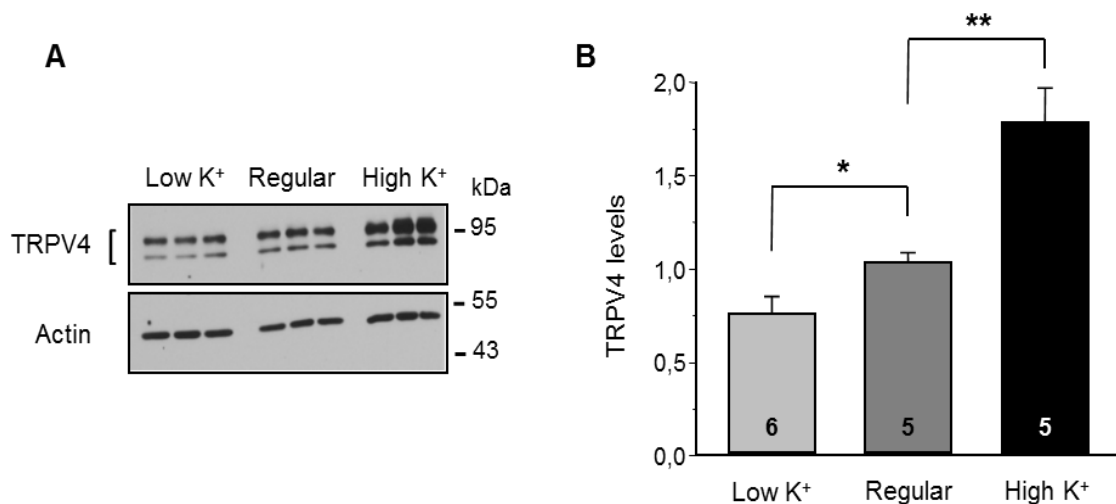 A
Low K⁺ Regular High K⁺
kDa
TRPV4
95
Actin
55
43
B
**
*
TRPV4 levels
2,0
1,5
1,0
0,5
0,0
6 5 5
Low K⁺ Regular High K⁺